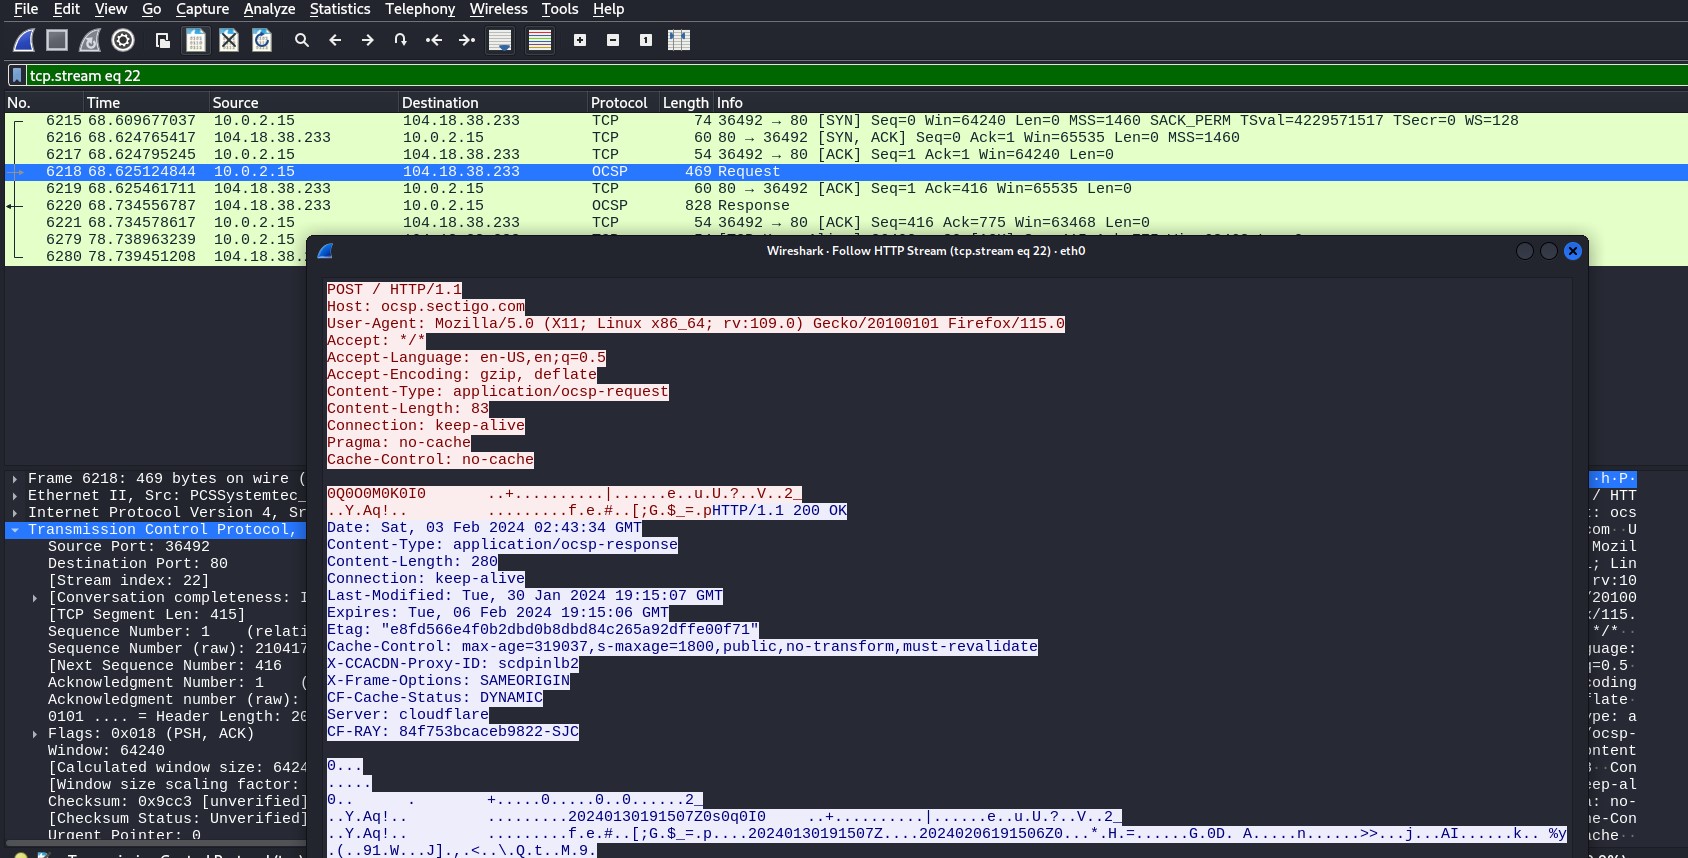 File Edit View Go Capture Analyze Statistics Telephony Wireless Tools Help
tcp.stream eq 22
No. Time Source Destination Protocol Length Info
6215 68.609677037 10.0.2.15 104.18.38.233 TCP 74 36492 → 80 [SYN] Seq=0 Win=64240 Len=0 MSS=1460 SACK_PERM TSval=4229571517 TSecr=0 WS=128
6216 68.624765417 104.18.38.233 10.0.2.15 TCP 60 80 → 36492 [SYN, ACK] Seq=0 Ack=1 Win=65535 Len=0 MSS=1460
6217 68.624795245 10.0.2.15 104.18.38.233 TCP 54 36492 → 80 [ACK] Seq=1 Ack=1 Win=64240 Len=0
6218 68.625124844 10.0.2.15 104.18.38.233 OCSP 469 Request
6219 68.625461711 104.18.38.233 10.0.2.15 TCP 60 80 → 36492 [ACK] Seq=1 Ack=416 Win=65535 Len=0
6220 68.734556787 104.18.38.233 10.0.2.15 OCSP 828 Response
6221 68.734578617 10.0.2.15 104.18.38.233 TCP 54 36492 → 80 [ACK] Seq=416 Ack=775 Win=63468 Len=0
6279 78.738963239 10.0.2.15
6280 78.739451208 104.18.38.
Wireshark · Follow HTTP Stream (tcp.stream eq 22) · eth0
POST / HTTP/1.1
Host: ocsp.sectigo.com
User-Agent: Mozilla/5.0 (X11; Linux x86_64; rv:109.0) Gecko/20100101 Firefox/115.0
Accept: */*
Accept-Language: en-US,en;q=0.5
Accept-Encoding: gzip, deflate
Content-Type: application/ocsp-request
Content-Length: 83
Connection: keep-alive
Pragma: no-cache
Cache-Control: no-cache
0Q0O0M0K0I0 ..+..........|......e..u.U.?..V..2_
..Y.Aq!.. .........f.e.#..[;G.$_=.pHTTP/1.1 200 OK
Date: Sat, 03 Feb 2024 02:43:34 GMT
Content-Type: application/ocsp-response
Content-Length: 280
Connection: keep-alive
Last-Modified: Tue, 30 Jan 2024 19:15:07 GMT
Expires: Tue, 06 Feb 2024 19:15:06 GMT
Etag: "e8fd566e4f0b2dbd0b8dbd84c265a92dffe00f71"
Cache-Control: max-age=319037,s-maxage=1800,public,no-transform,must-revalidate
X-CCACDN-Proxy-ID: scdpinlb2
X-Frame-Options: SAMEORIGIN
CF-Cache-Status: DYNAMIC
Server: cloudflare
CF-RAY: 84f753bcaceb9822-SJC
0...
.....
0.. . +.....0.....0..0......2_
..Y.Aq!.. .........20240130191507Z0s0q0I0 ..+..........|......e..u.U.?..V..2_
..Y.Aq!.. .........f.e.#..[;G.$_=.p....20240130191507Z....20240206191506Z0...*.H.=......G.0D. A.....n......>>...j...AI......k.. %y
.(..91.W...J].,.<..\.Q.t..M.9.
Frame 6218: 469 bytes on wire (
Ethernet II, Src: PCSSystemtec_
Internet Protocol Version 4, Sr
Transmission Control Protocol,
Source Port: 36492
Destination Port: 80
[Stream index: 22]
[Conversation completeness: I
[TCP Segment Len: 415]
Sequence Number: 1 (relati
Sequence Number (raw): 210417
[Next Sequence Number: 416
Acknowledgment Number: 1 (
Acknowledgment number (raw):
0101 .... = Header Length: 20
Flags: 0x018 (PSH, ACK)
Window: 64240
[Calculated window size: 6424
[Window size scaling factor:
Checksum: 0x9cc3 [unverified]
[Checksum Status: Unverified]
Urgent Pointer: 0
·h·P·
/ HTT
: ocs
com··U
Mozil
; Lin
rv:10
/20100
x/115.
*/*··
guage:
q=0.5·
coding
flate·
ype: a
/ocsp-
ontent
3··Con
eep-al
a: no-
he-Con
ache··